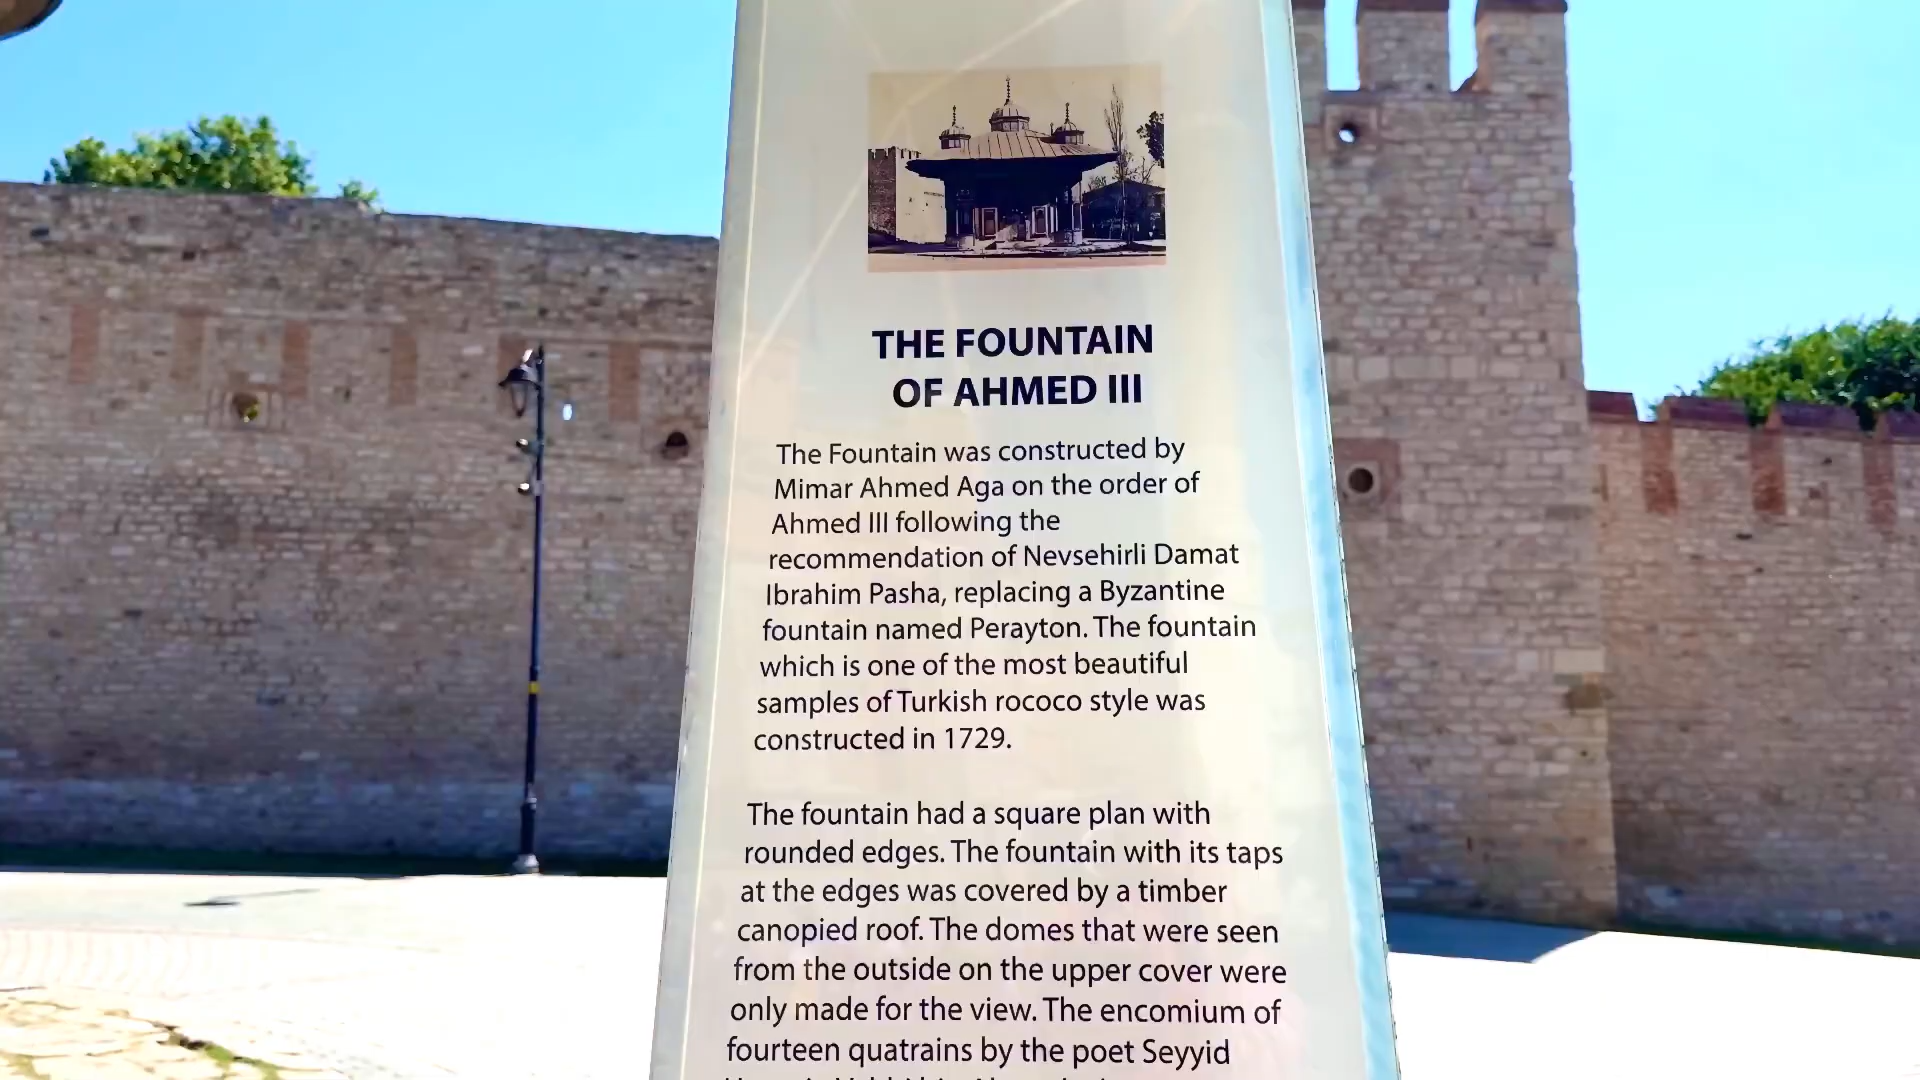 THE FOUNTAIN
OF AHMED III
The Fountain was constructed by
Mimar Ahmed Aga on the order of
Ahmed III following the
recommendation of Nevsehirli Damat
Ibrahim Pasha, replacing a Byzantine
fountain named Perayton. The fountain
which is one of the most beautiful
samples of Turkish rococo style was
constructed in 1729.
The fountain had a square plan with
rounded edges. The fountain with its taps
at the edges was covered by a timber
canopied roof. The domes that were seen
from the outside on the upper cover were
only made for the view. The encomium of
fourteen quatrains by the poet Seyyid